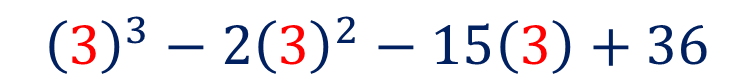 (3)³ − 2(3)² − 15(3) + 36